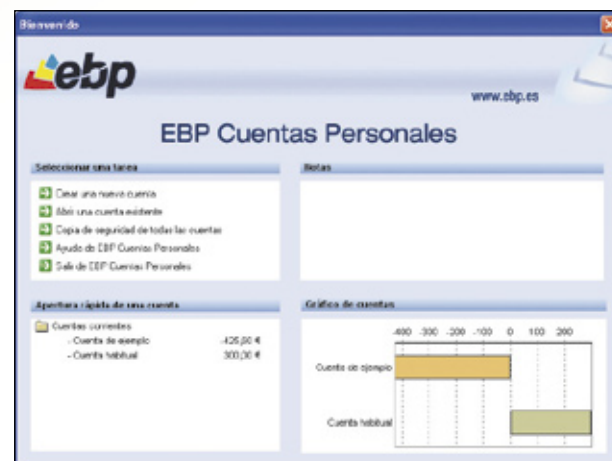 Bienvenido
ebp
www.ebp.es
EBP Cuentas Personales
Seleccionar una tarea
Crear una nueva cuenta
Abrir una cuenta existente
Copia de seguridad de todas las cuentas
Ayuda de EBP Cuentas Personales
Salir de EBP Cuentas Personales
Notas
Apertura rápida de una cuenta
Cuentas corrientes
- Cuenta de ejemplo -425,00 €
- Cuenta habitual 300,00 €
Gráfico de cuentas
-400 -300 -200 -100 0 100 200
Cuenta de ejemplo
Cuenta habitual